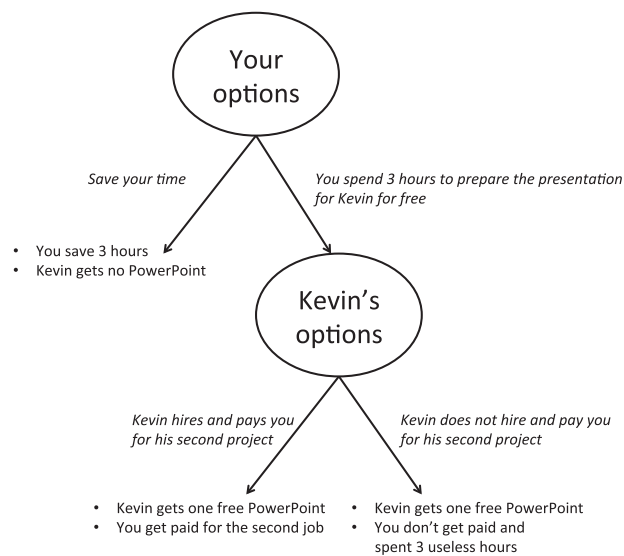 Your
options
Save your time
You spend 3 hours to prepare the presentation
for Kevin for free
• You save 3 hours
• Kevin gets no PowerPoint
Kevin's
options
Kevin hires and pays you
for his second project
Kevin does not hire and pay you
for his second project
• Kevin gets one free PowerPoint
• You get paid for the second job
• Kevin gets one free PowerPoint
• You don't get paid and
spent 3 useless hours